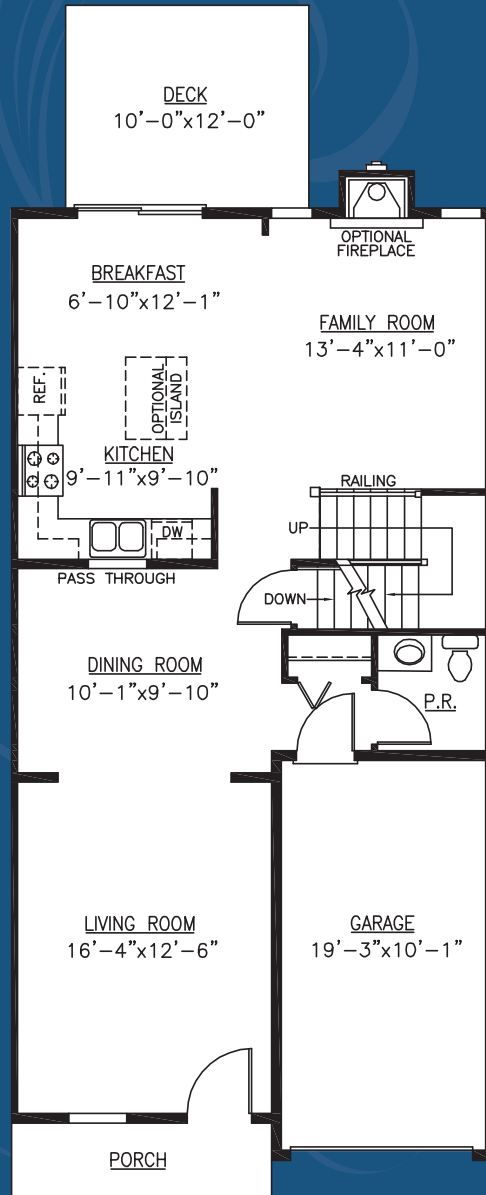 DECK
10'-0"x12'-0"
OPTIONAL
FIREPLACE
BREAKFAST
6'-10"x12'-1"
FAMILY ROOM
13'-4"x11'-0"
REF.
OPTIONAL
ISLAND
KITCHEN
9'-11"x9'-10"
RAILING
UP
DW
PASS THROUGH
DOWN
DINING ROOM
10'-1"x9'-10"
P.R.
LIVING ROOM
16'-4"x12'-6"
GARAGE
19'-3"x10'-1"
PORCH